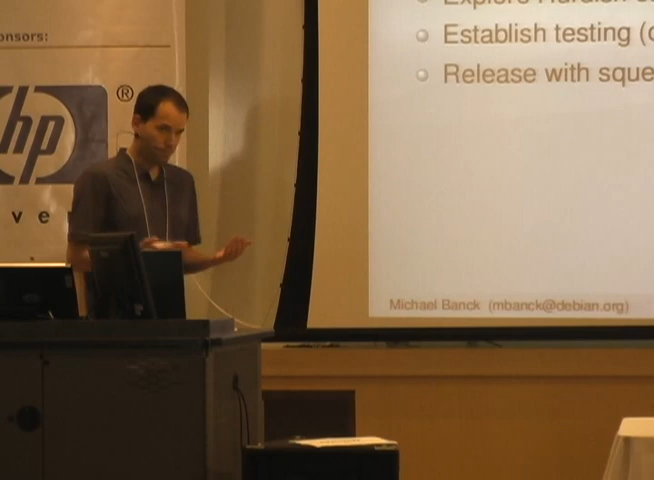 onsors:
hp
®
v e
Establish testing (
Release with sque
Michael Banck (mbanck@debian.org)